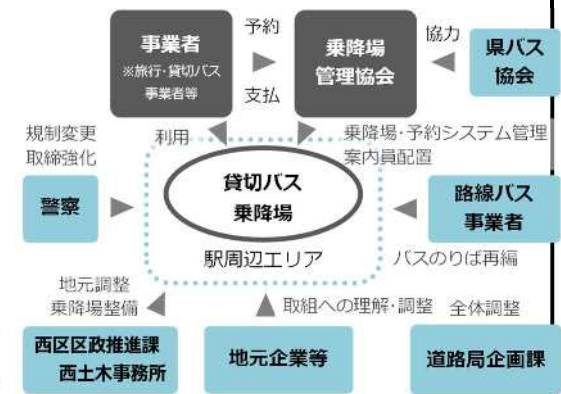 事業者
※旅行・貸切バス
事業者等
予約
支払
乗降場
管理協会
協力
県バス
協会
規制変更
取締強化
利用
乗降場・予約システム管理
案内員配置
警察
貸切バス
乗降場
路線バス
事業者
駅周辺エリア
バスのりば再編
地元調整
乗降場整備
取組への理解・調整
全体調整
西区区政推進課
西土木事務所
地元企業等
道路局企画課